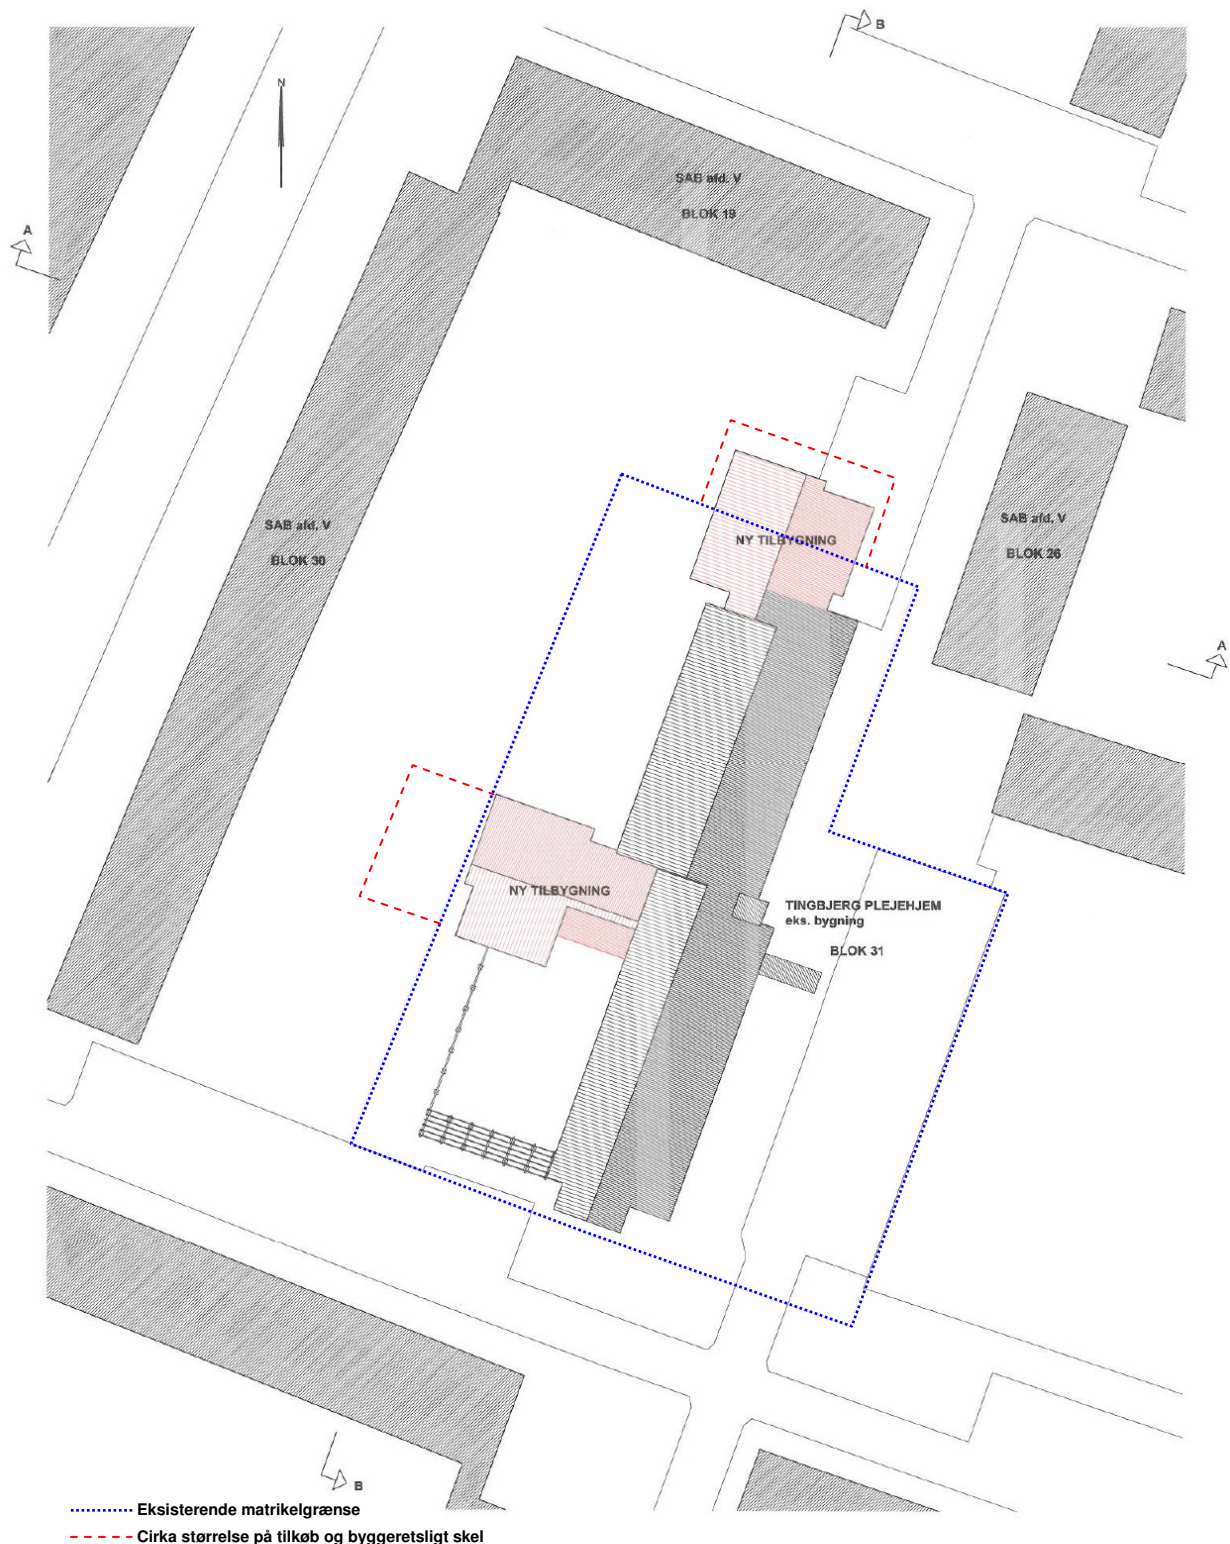 B
N
SAB afd. V
BLOK 19
A
SAB afd. V
BLOK 30
SAB afd. V
BLOK 26
NY TILBYGNING
A
NY TILBYGNING
TINGBJERG PLEJEHJEM
eks. bygning
BLOK 31
B
Eksisterende matrikelgrænse
Cirka størrelse på tilkøb og byggeretsligt skel